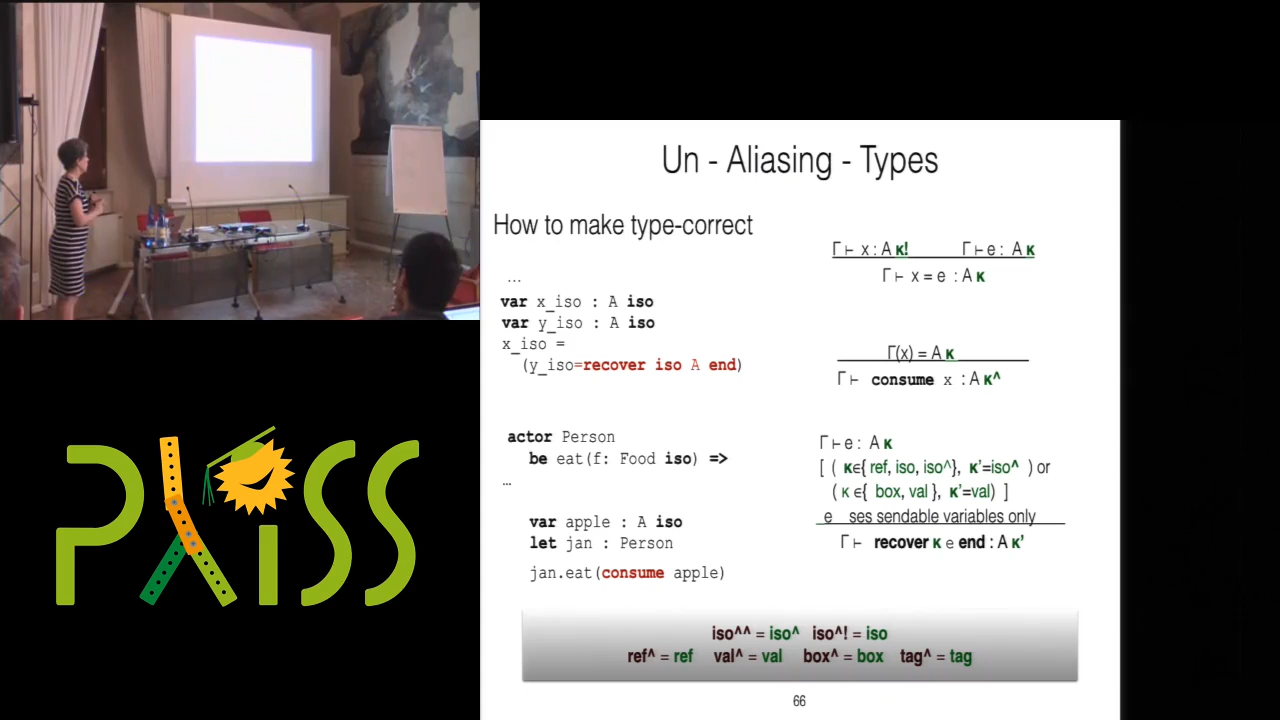 Un - Aliasing - Types
How to make type-correct
...
var x_iso : A iso
var y_iso : A iso
x_iso =
(y_iso=recover iso A end)
actor Person
be eat(f: Food iso) =>
...
var apple : A iso
let jan : Person
jan.eat(consume apple)
Γ ⊢ x : A κ! Γ ⊢ e : A κ
Γ ⊢ x = e : A κ
Γ(x) = A κ
Γ ⊢ consume x : A κ^
Γ ⊢ e : A κ
[ ( κ∈{ ref, iso, iso^}, κ'=iso^ ) or
( κ ∈{ box, val }, κ'=val) ]
e ses sendable variables only
Γ ⊢ recover κ e end : A κ'
iso^^ = iso^ iso^! = iso
ref^ = ref val^ = val box^ = box tag^ = tag
66
PLISS